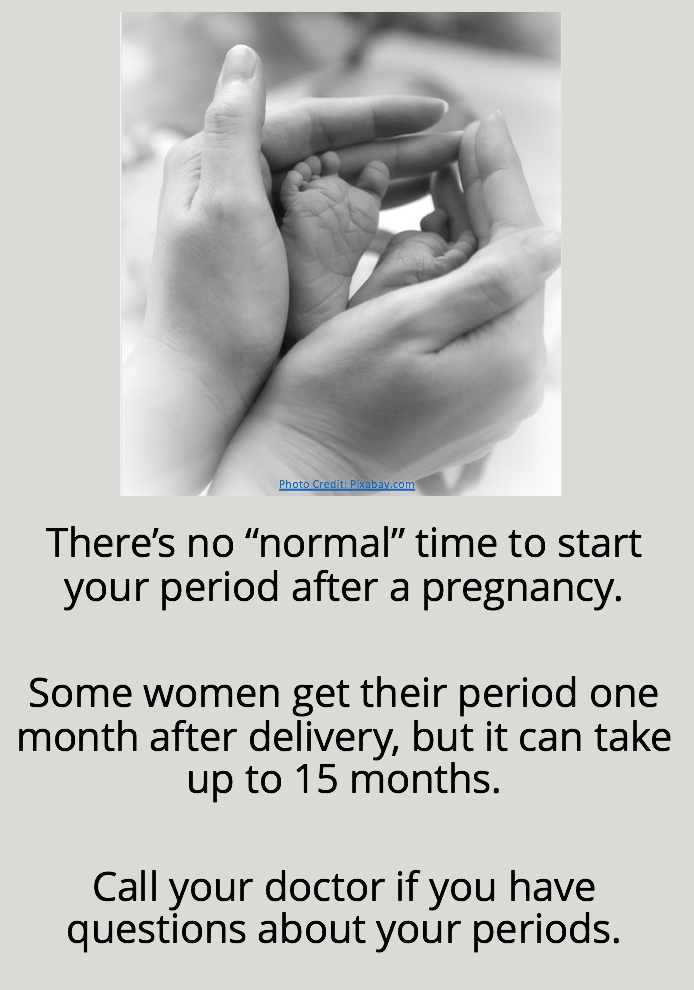 Photo Credit: Pixabay.com
There’s no “normal” time to start
your period after a pregnancy.
Some women get their period one
month after delivery, but it can take
up to 15 months.
Call your doctor if you have
questions about your periods.